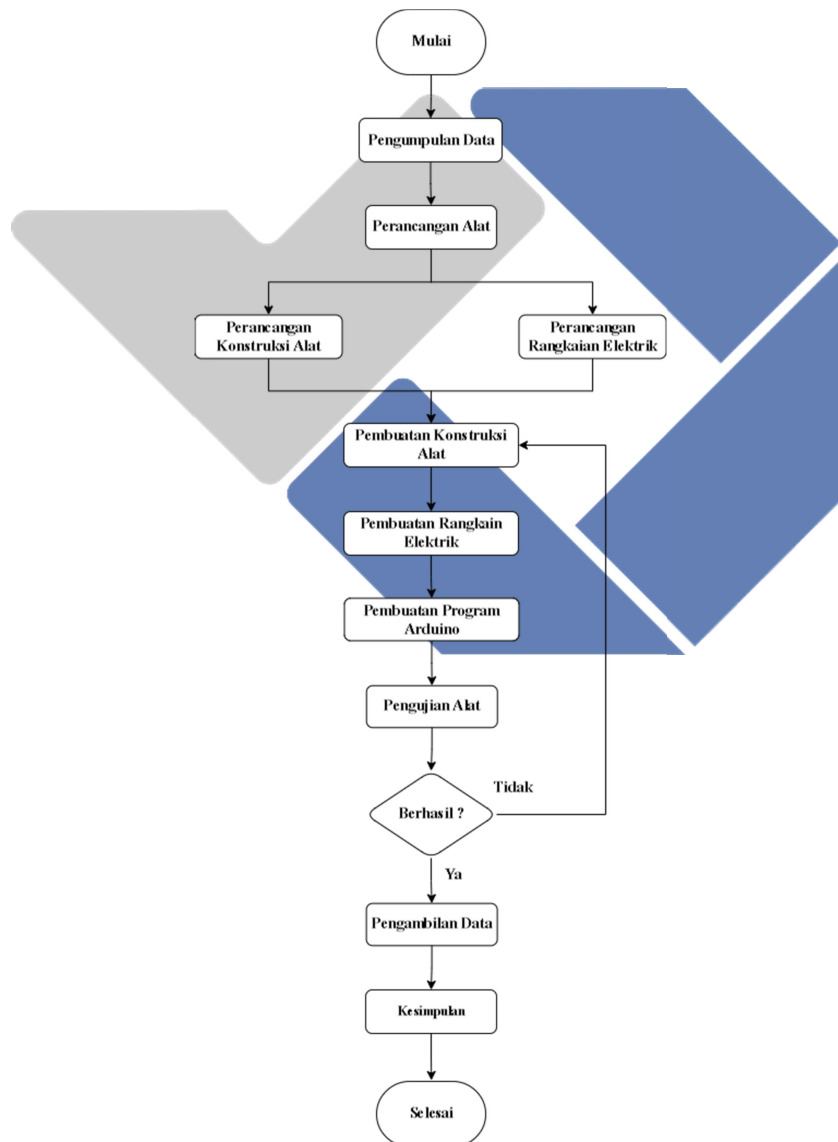 Mulai
Pengumpulan Data
Perancangan Alat
Perancangan
Konstruksi Alat
Perancangan
Rangkaian Elektrik
Pembuatan Konstruksi
Alat
Pembuatan Rangkain
Elektrik
Pembuatan Program
Arduino
Pengujian Alat
Tidak
Berhasil ?
Ya
Pengambilan Data
Kesimpulan
Selesai